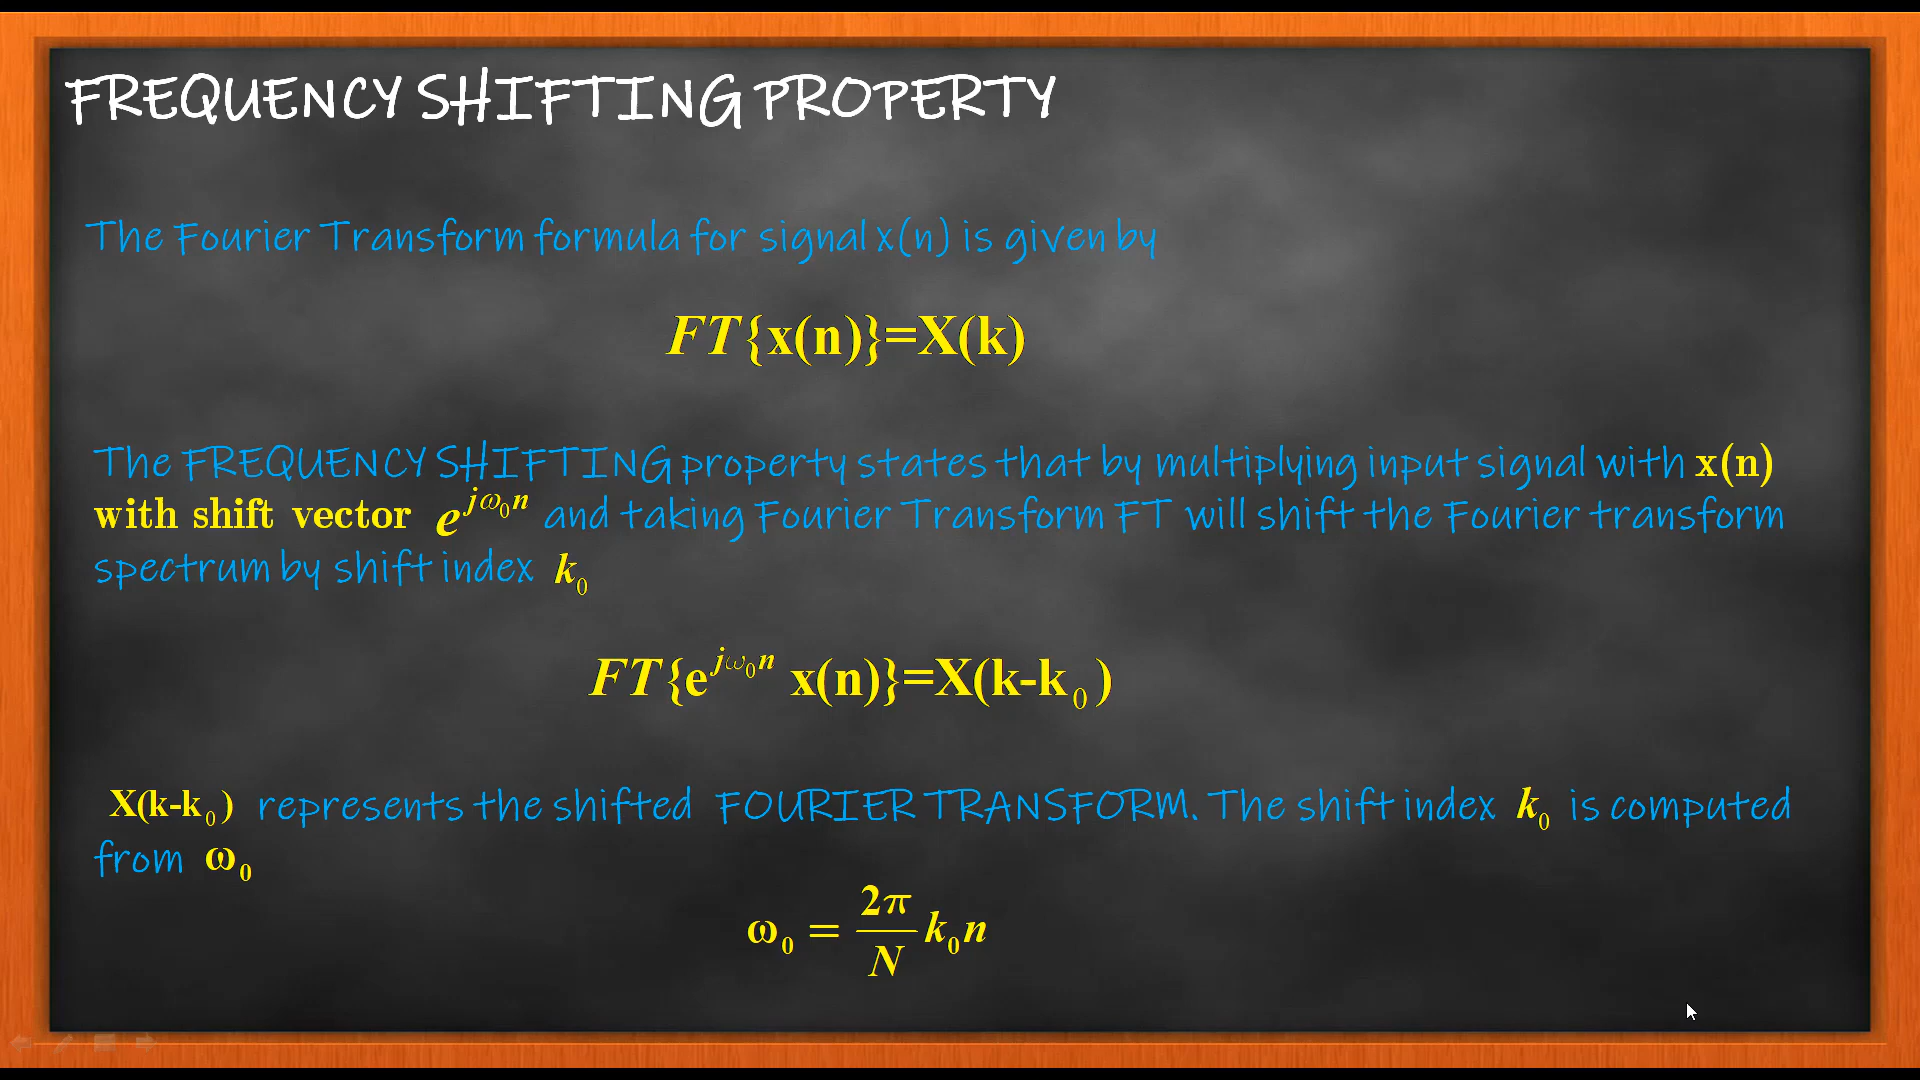 FREQUENCY SHIFTING PROPERTY
The Fourier Transform formula for signal x(n) is given by
FT{x(n)}=X(k)
The FREQUENCY SHIFTING property states that by multiplying input signal with x(n)
with shift vector e^{jω₀n} and taking Fourier Transform FT will shift the Fourier transform
spectrum by shift index k₀
FT{e^{jω₀n} x(n)}=X(k-k₀)
X(k-k₀) represents the shifted FOURIER TRANSFORM. The shift index k₀ is computed
from ω₀
ω₀ = \frac{2π}{N} k₀n